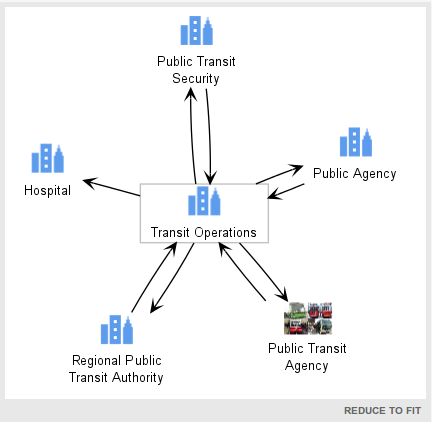 Public Transit
Security
Hospital
Public Agency
Transit Operations
Regional Public
Transit Authority
Public Transit
Agency
REDUCE TO FIT